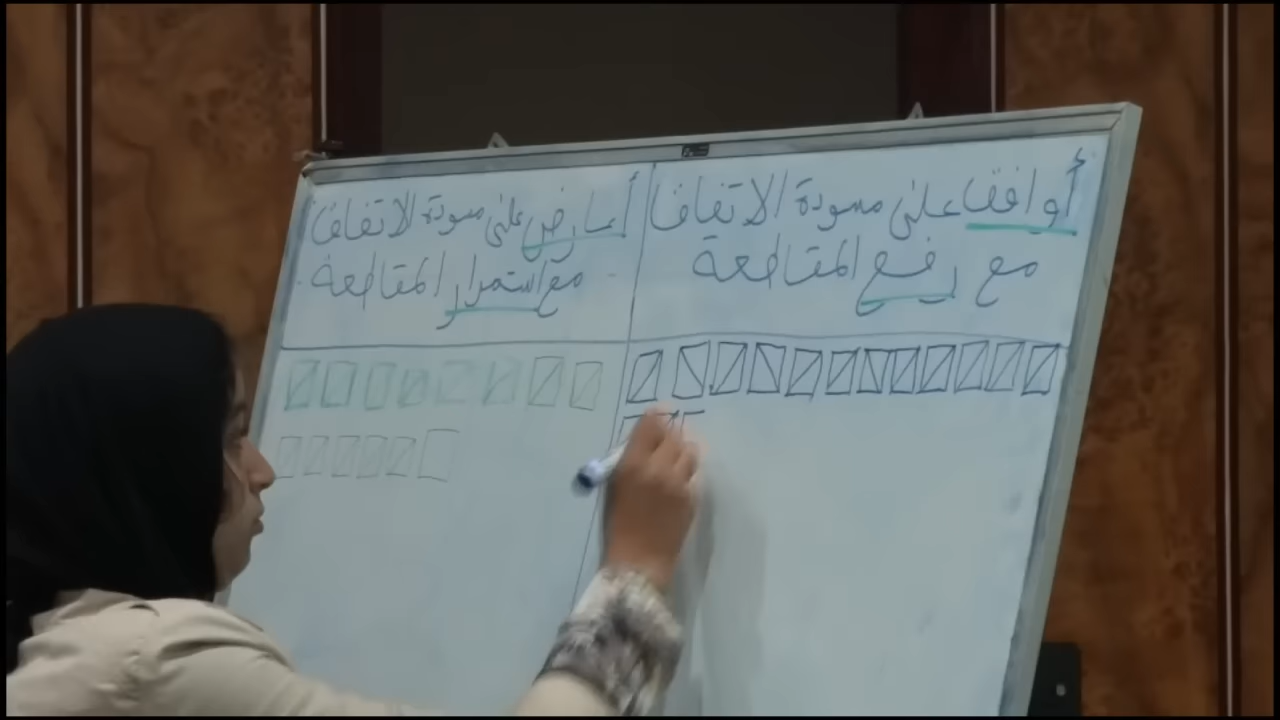 أوافق على مسودة الاتفاق
مع رفع المقاطعة
أعارض على مسودة الاتفاق
مع استمرار المقاطعة